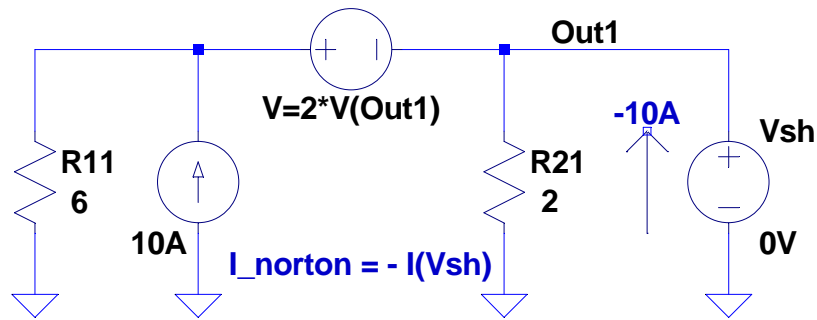 Out1
V=2*V(Out1)
-10A
Vsh
R11
6
R21
2
10A
0V
I_norton = - I(Vsh)